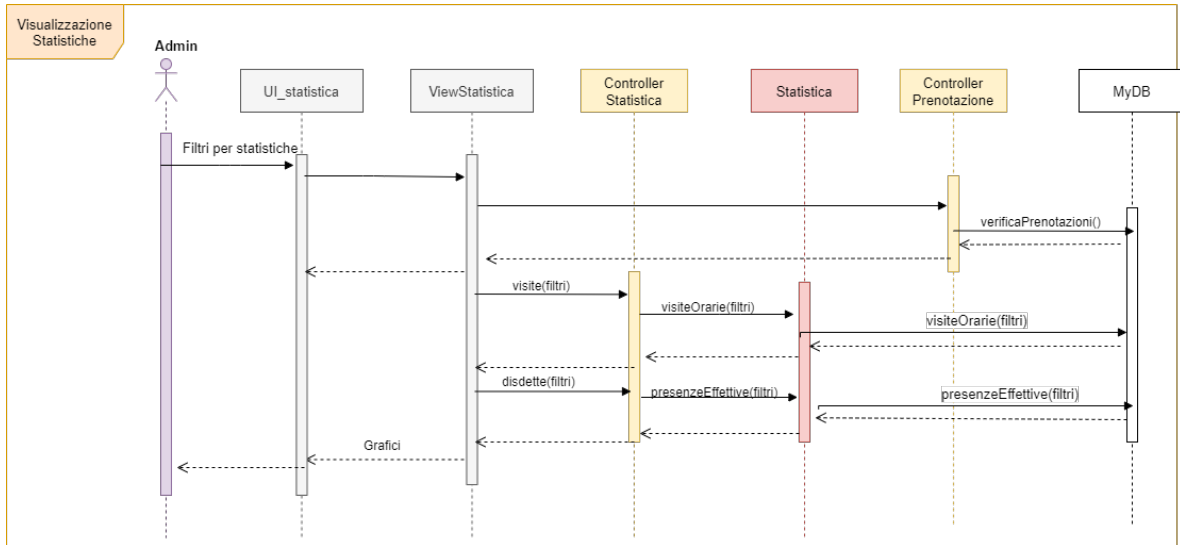 Visualizzazione
Statistiche
Admin
UI_statistica
ViewStatistica
Controller
Statistica
Statistica
Controller
Prenotazione
MyDB
Filtri per statistiche
verificaPrenotazioni()
visite(filtri)
visiteOrarie(filtri)
visiteOrarie(filtri)
disdette(filtri)
presenzeEffettive(filtri)
presenzeEffettive(filtri)
Grafici